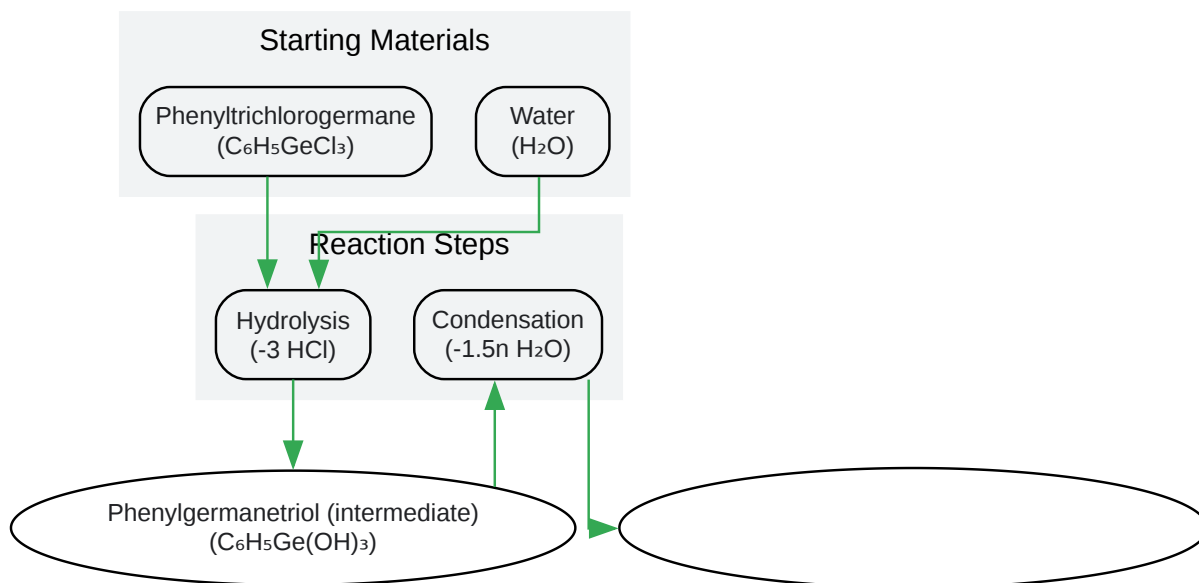 Starting Materials
Phenyltrichlorogermane
(C₆H₅GeCl₃)
Water
(H₂O)
Reaction Steps
Hydrolysis
(-3 HCl)
Condensation
(-1.5n H₂O)
Phenylgermanetriol (intermediate)
(C₆H₅Ge(OH)₃)